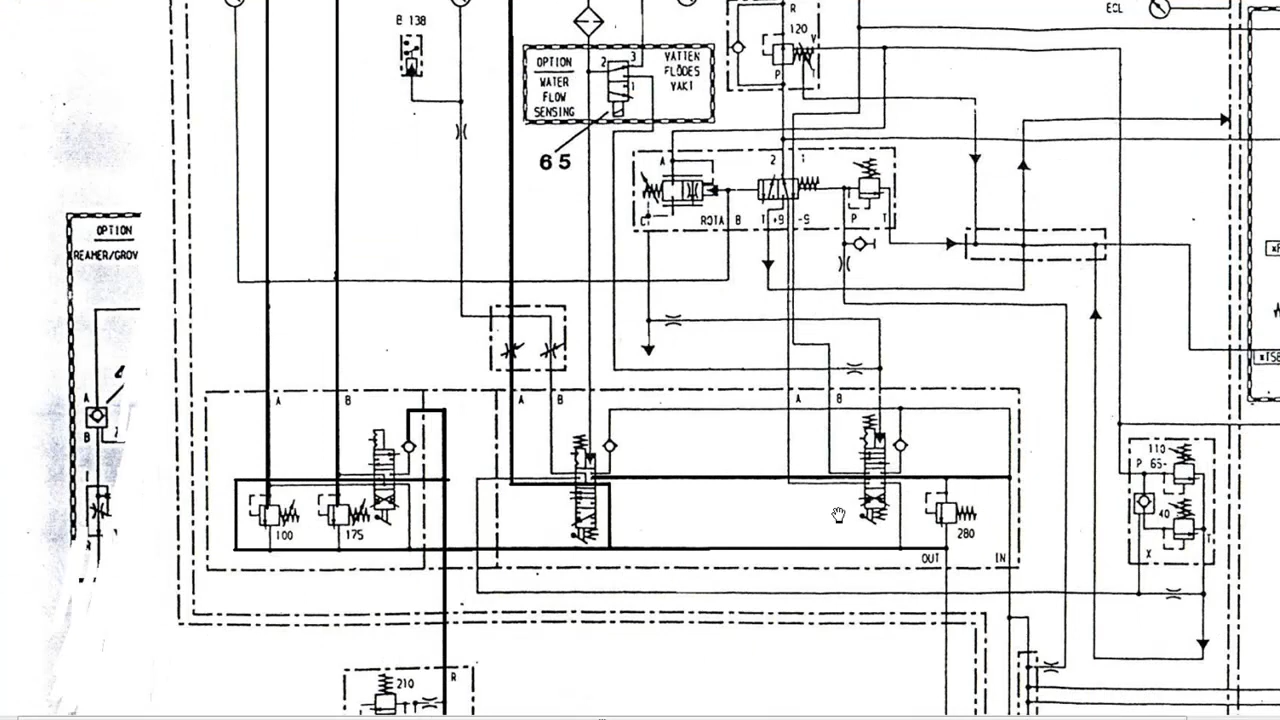 B 138
ECL
R
120
V
P
T
OPTION
WATER
FLOW
SENSING
2
3
1
VATTEN
FLÖDES
VAKT
65
A
2
1
C
B
P
T
OPTION
REAMER/GROV
A
B
A
B
A
B
A
B
100
175
280
OUT
IN
110
P
65-
40
X
T
210
R